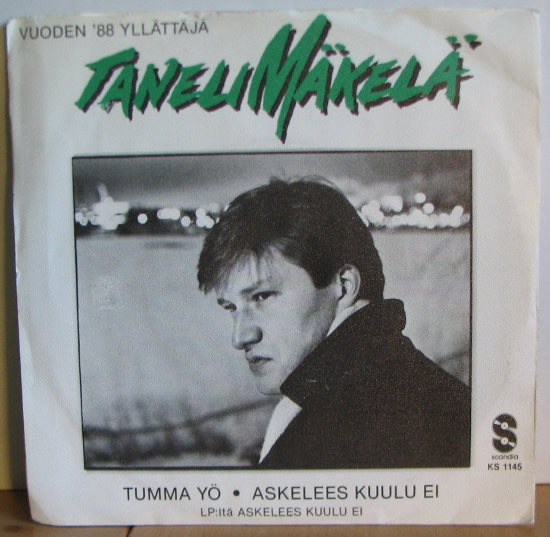 VUODEN '88 YLLÄTTÄJÄ
TANELI MÄKELÄ
scandia
KS 1145
TUMMA YÖ • ASKELEES KUULU EI
LP:ltä ASKELEES KUULU EI